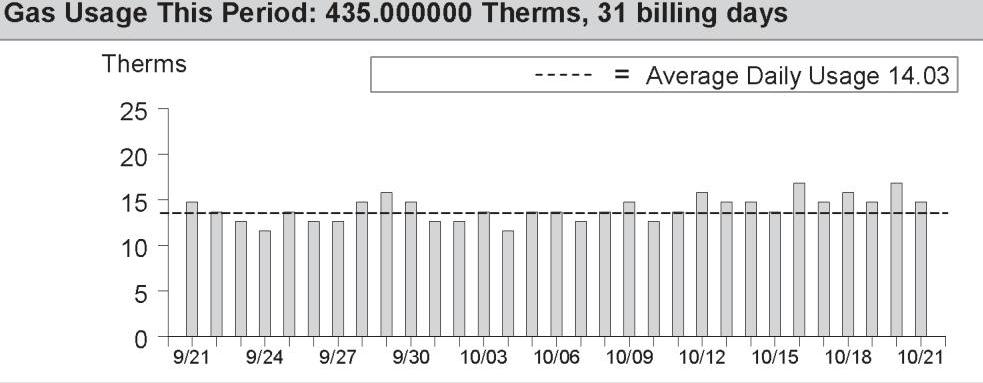 Gas Usage This Period: 435.000000 Therms, 31 billing days
Therms
----- = Average Daily Usage 14.03
25
20
15
10
5
0
9/21 9/24 9/27 9/30 10/03 10/06 10/09 10/12 10/15 10/18 10/21